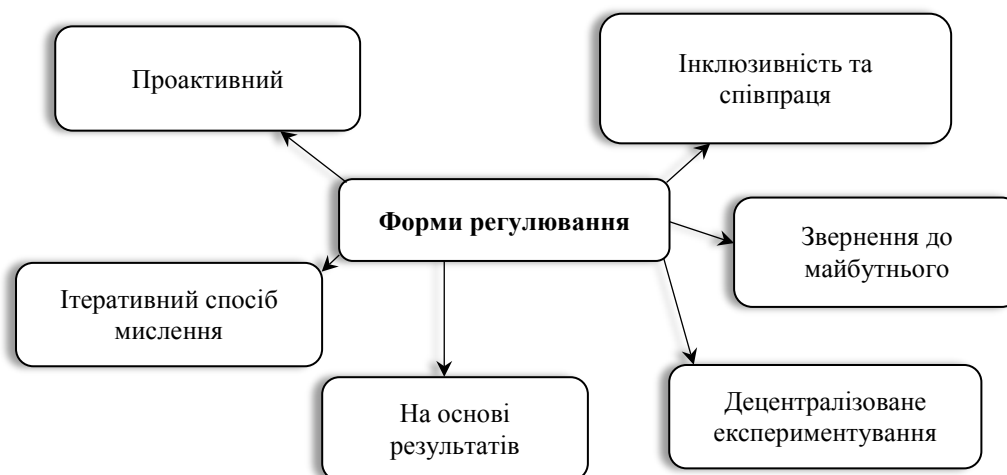 Проактивний
Інклюзивність та
співпраця
Форми регулювання
Звернення до
майбутнього
Ітеративний спосіб
мислення
На основі
результатів
Децентралізоване
експериментування